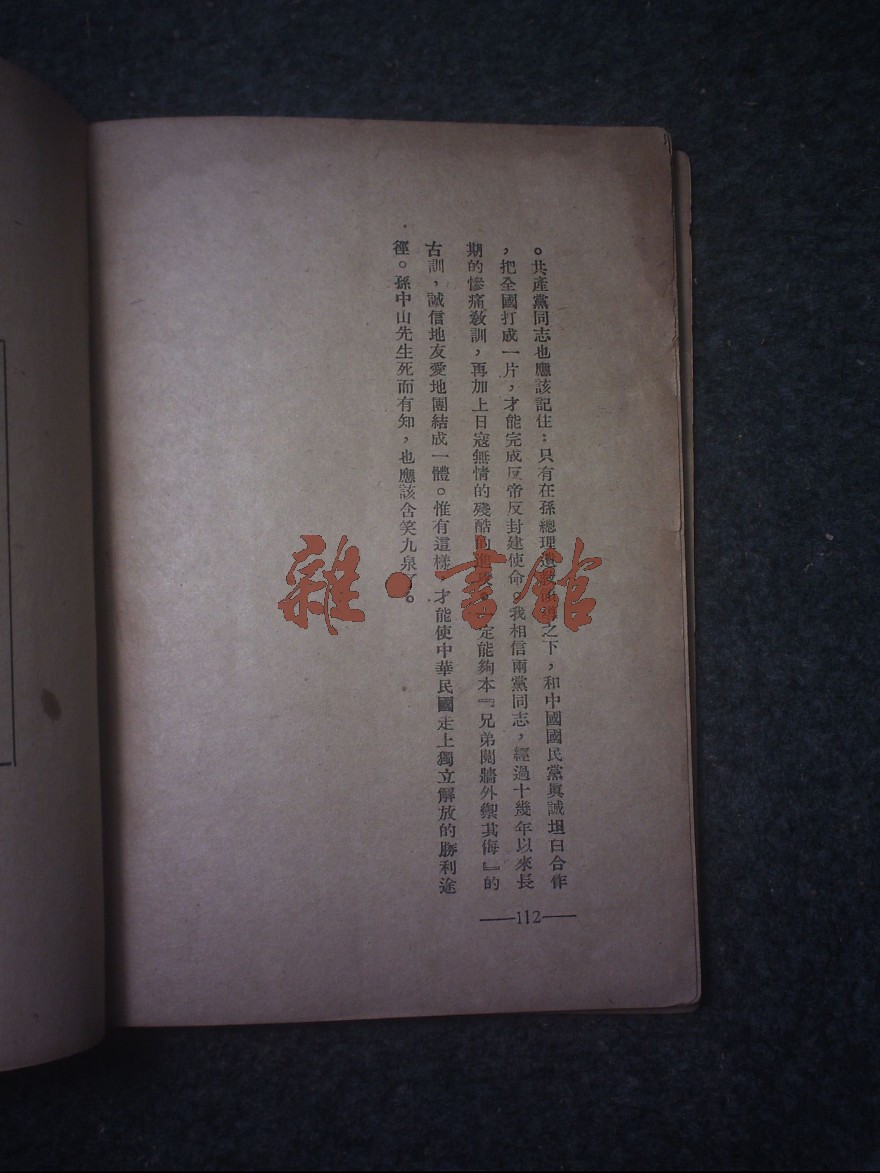 。共產黨同志也應該記住：只有在孫總理遺之下，和中國國民黨眞誠坦白合作
，把全國打成一片，才能完成反帝反封建使命。我相信兩黨同志，經過十幾年以來長
期的慘痛敎訓，再加上日寇無情的殘酷的進定能夠本『兄弟鬩牆外禦其侮』的
古訓，誠信地友愛地團結成一體。惟有這樣才能使中華民國走上獨立解放的勝利途
徑。孫中山先生死而有知，也應該含笑九泉了。
—112—
雜·書館